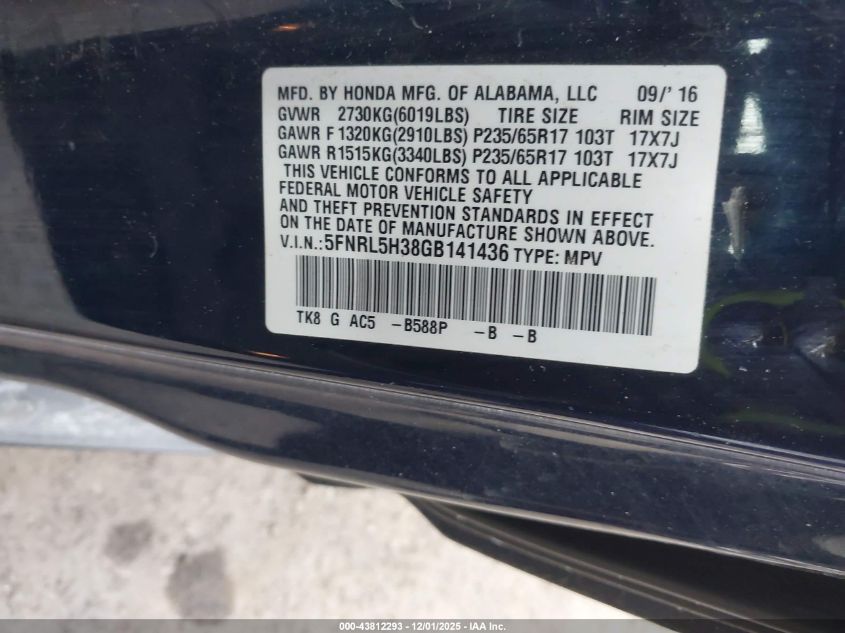 MFD. BY HONDA MFG. OF ALABAMA, LLC 09/' 16
GVWR 2730KG(6019LBS) TIRE SIZE RIM SIZE
GAWR F 1320KG(2910LBS) P235/65R17 103T 17X7J
GAWR R1515KG(3340LBS) P235/65R17 103T 17X7J
THIS VEHICLE CONFORMS TO ALL APPLICABLE
FEDERAL MOTOR VEHICLE SAFETY
AND THEFT PREVENTION STANDARDS IN EFFECT
ON THE DATE OF MANUFACTURE SHOWN ABOVE.
V.I.N.:5FNRL5H38GB141436 TYPE: MPV
TK8 G AC5 -B588P -B -B
000-43812293 - 12/01/2025 - IAA Inc.